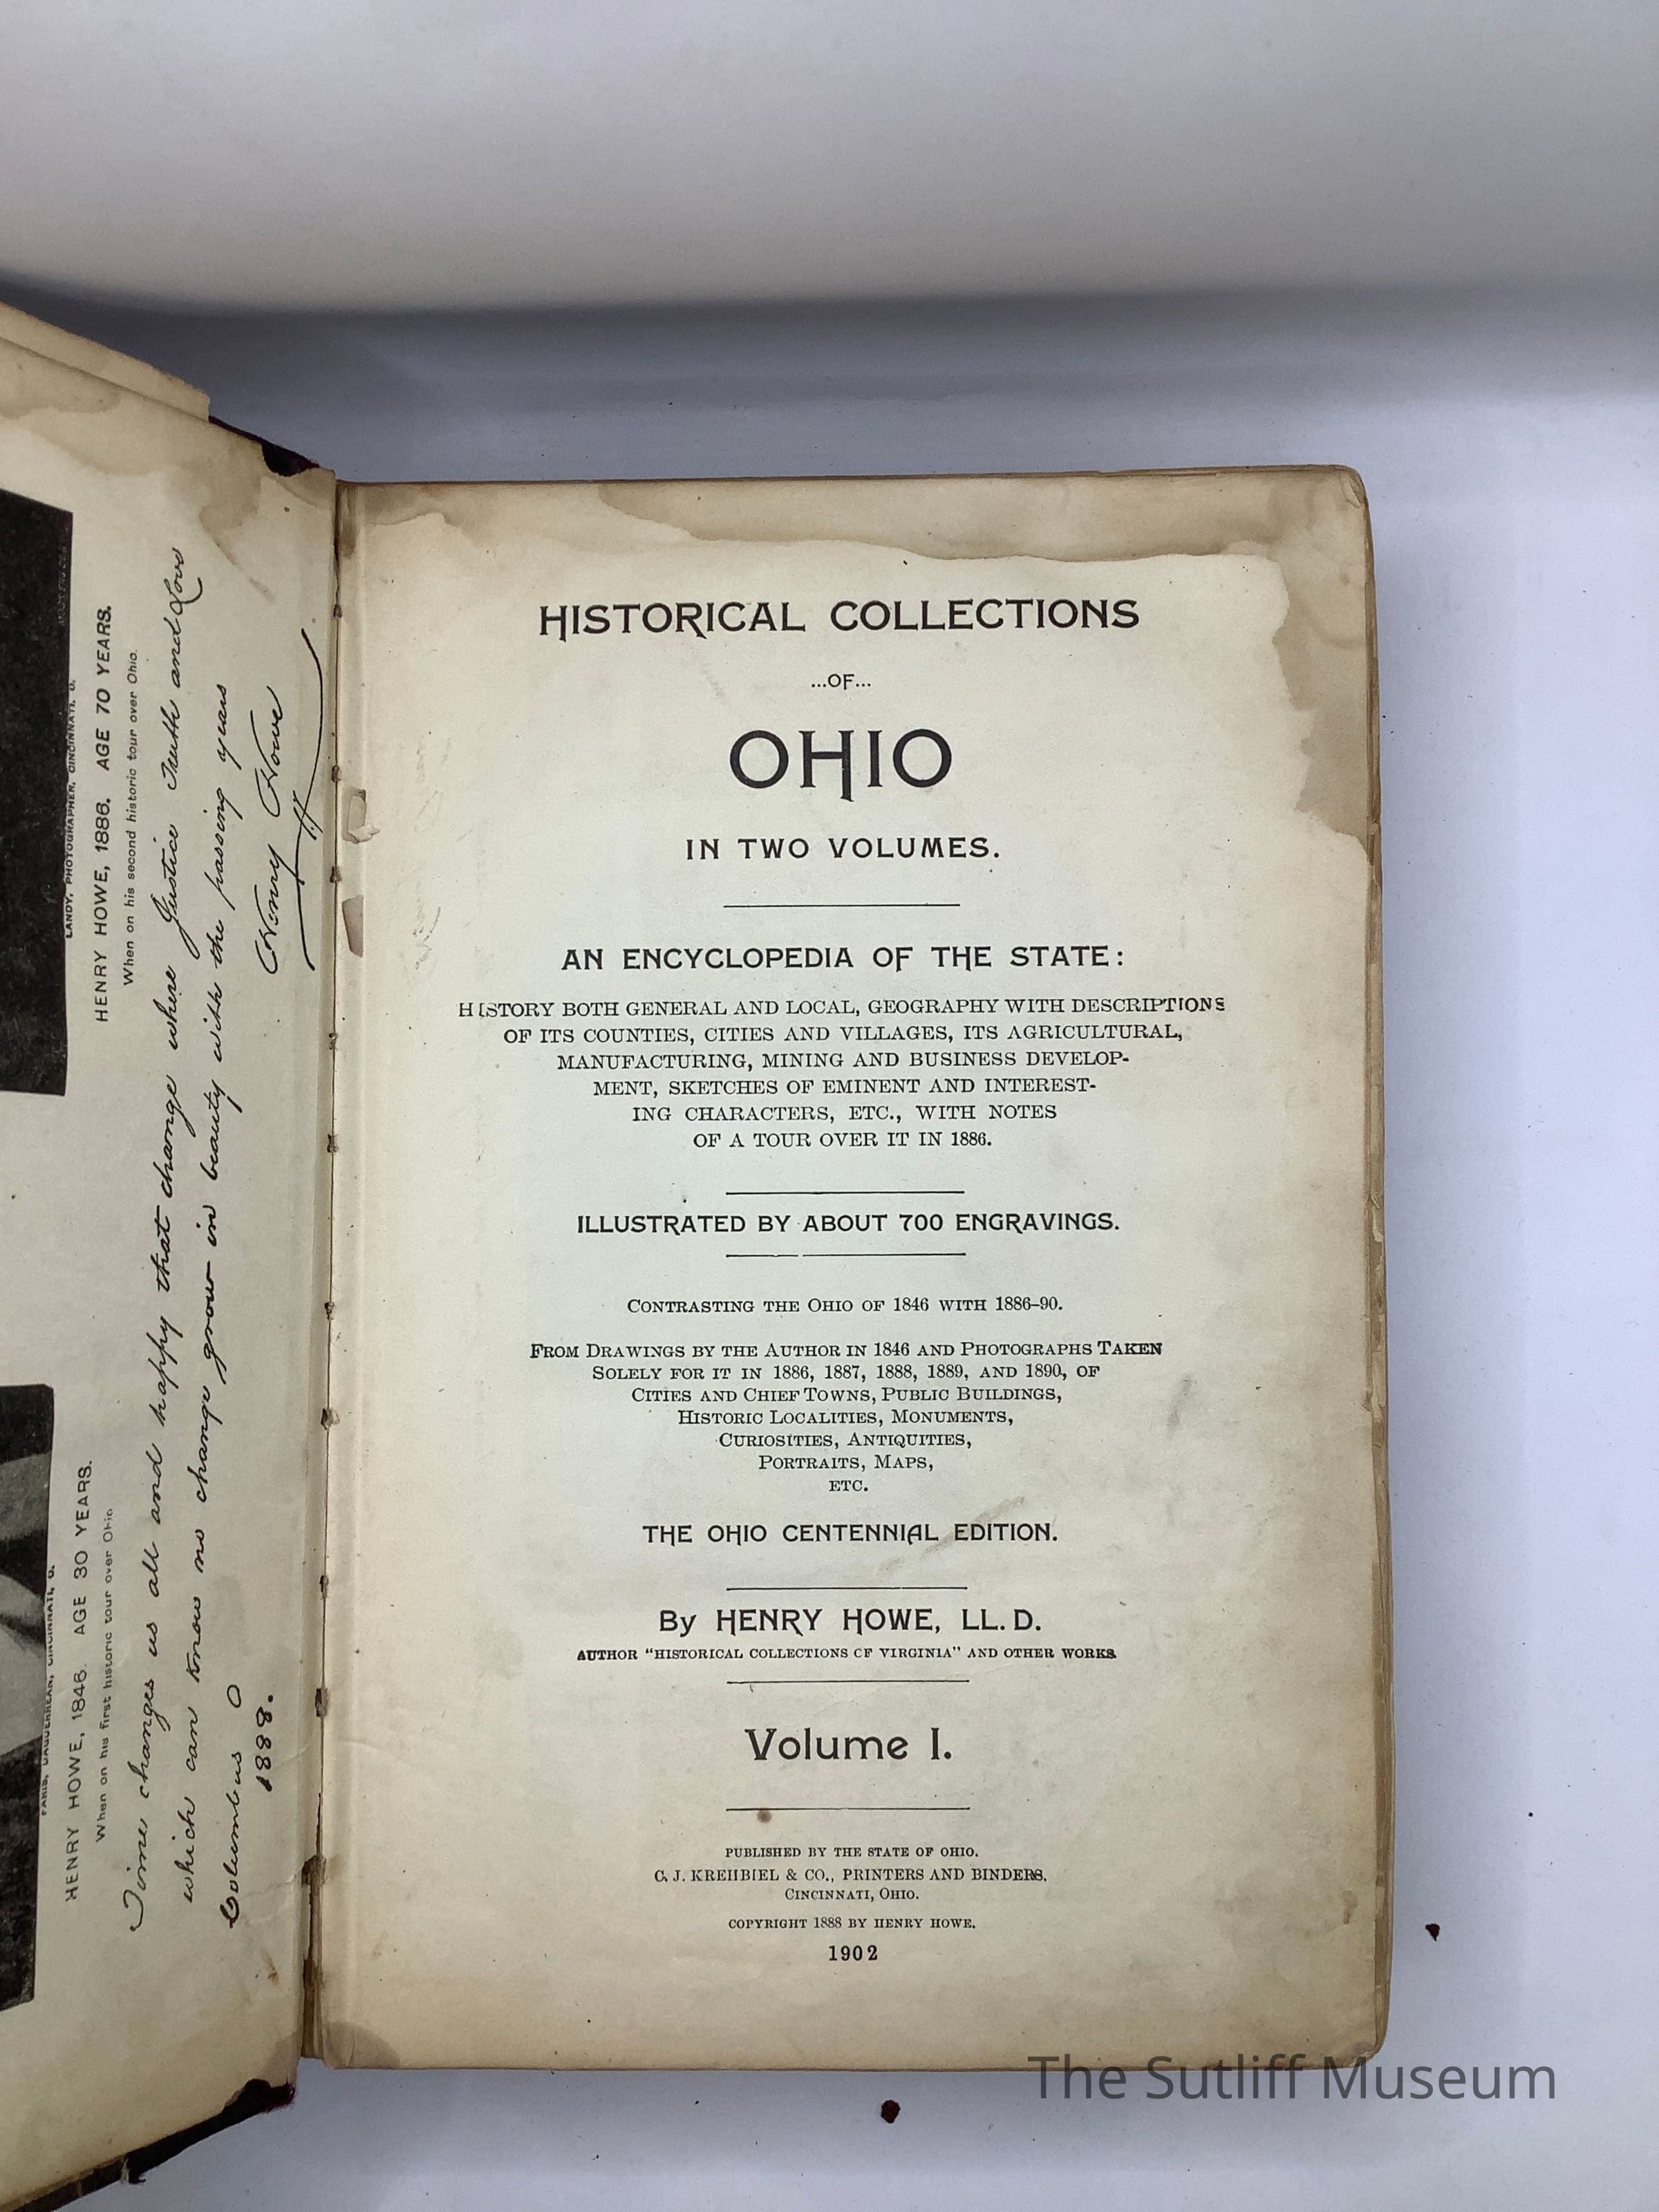 PARIS, DAGUERREAN, CINCINNATI, O.
HENRY HOWE, 1846. AGE 30 YEARS.
When on his first historic tour over Ohio
LANDY, PHOTOGRAPHER, CINCINNATI, O.
HENRY HOWE, 1886. AGE 70 YEARS.
When on his second historic tour over Ohio.
Time changes us all and happy that change where Justice Truth and Love
which can know no change grow in beauty with the passing years
Henry Howe
Columbus O
1888.
HISTORICAL COLLECTIONS
...OF...
OHIO
IN TWO VOLUMES.
AN ENCYCLOPEDIA OF THE STATE:
HISTORY BOTH GENERAL AND LOCAL, GEOGRAPHY WITH DESCRIPTIONS
OF ITS COUNTIES, CITIES AND VILLAGES, ITS AGRICULTURAL,
MANUFACTURING, MINING AND BUSINESS DEVELOP-
MENT, SKETCHES OF EMINENT AND INTEREST-
ING CHARACTERS, ETC., WITH NOTES
OF A TOUR OVER IT IN 1886.
ILLUSTRATED BY ABOUT 700 ENGRAVINGS.
CONTRASTING THE OHIO OF 1846 WITH 1886-90.
FROM DRAWINGS BY THE AUTHOR IN 1846 AND PHOTOGRAPHS TAKEN
SOLELY FOR IT IN 1886, 1887, 1888, 1889, AND 1890, OF
CITIES AND CHIEF TOWNS, PUBLIC BUILDINGS,
HISTORIC LOCALITIES, MONUMENTS,
CURIOSITIES, ANTIQUITIES,
PORTRAITS, MAPS,
ETC.
THE OHIO CENTENNIAL EDITION.
By HENRY HOWE, LL.D.
AUTHOR "HISTORICAL COLLECTIONS OF VIRGINIA" AND OTHER WORKS.
Volume I.
PUBLISHED BY THE STATE OF OHIO.
C. J. KREHBIEL & CO., PRINTERS AND BINDERS,
CINCINNATI, OHIO.
COPYRIGHT 1888 BY HENRY HOWE.
1902
The Sutliff Museum